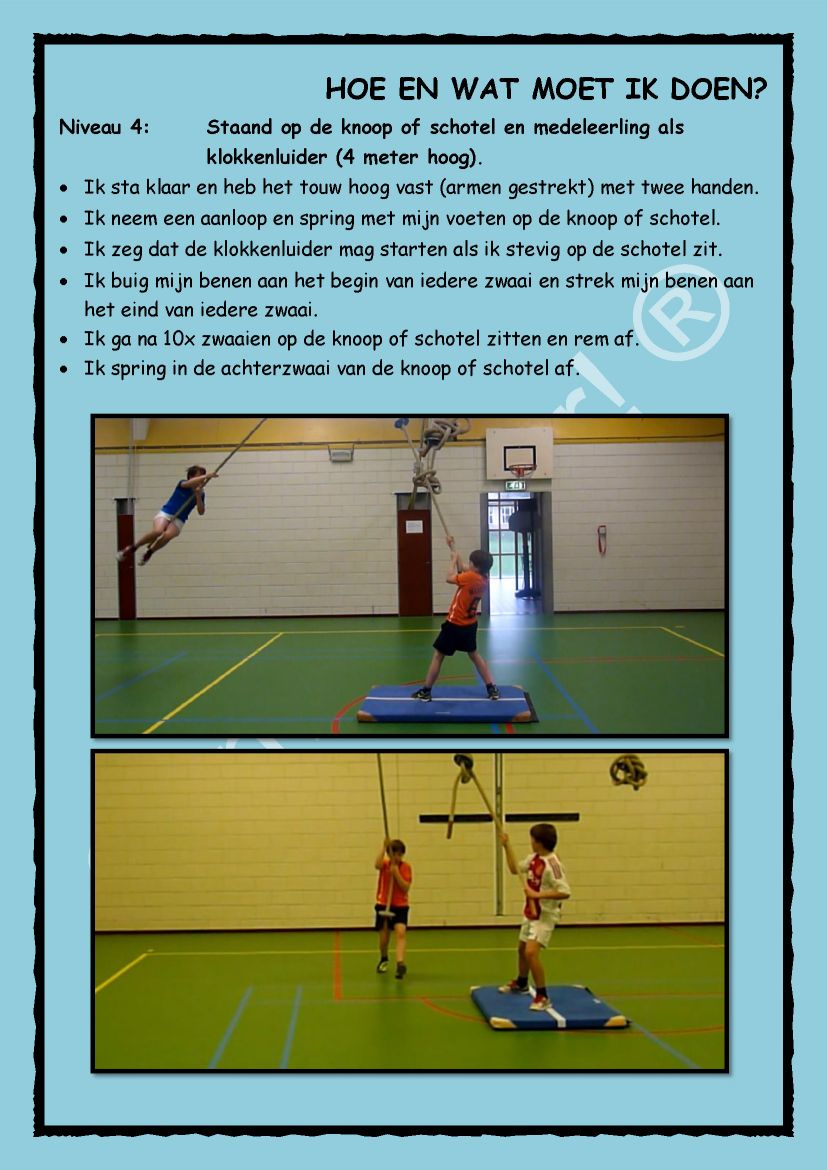 HOE EN WAT MOET IK DOEN?
Niveau 4: Staand op de knoop of schotel en medeleerling als
klokkenluider (4 meter hoog).
• Ik sta klaar en heb het touw hoog vast (armen gestrekt) met twee handen.
• Ik neem een aanloop en spring met mijn voeten op de knoop of schotel.
• Ik zeg dat de klokkenluider mag starten als ik stevig op de schotel zit.
• Ik buig mijn benen aan het begin van iedere zwaai en strek mijn benen aan
het eind van iedere zwaai.
• Ik ga na 10x zwaaien op de knoop of schotel zitten en rem af.
• Ik spring in de achterzwaai van de knoop of schotel af.
r! ®